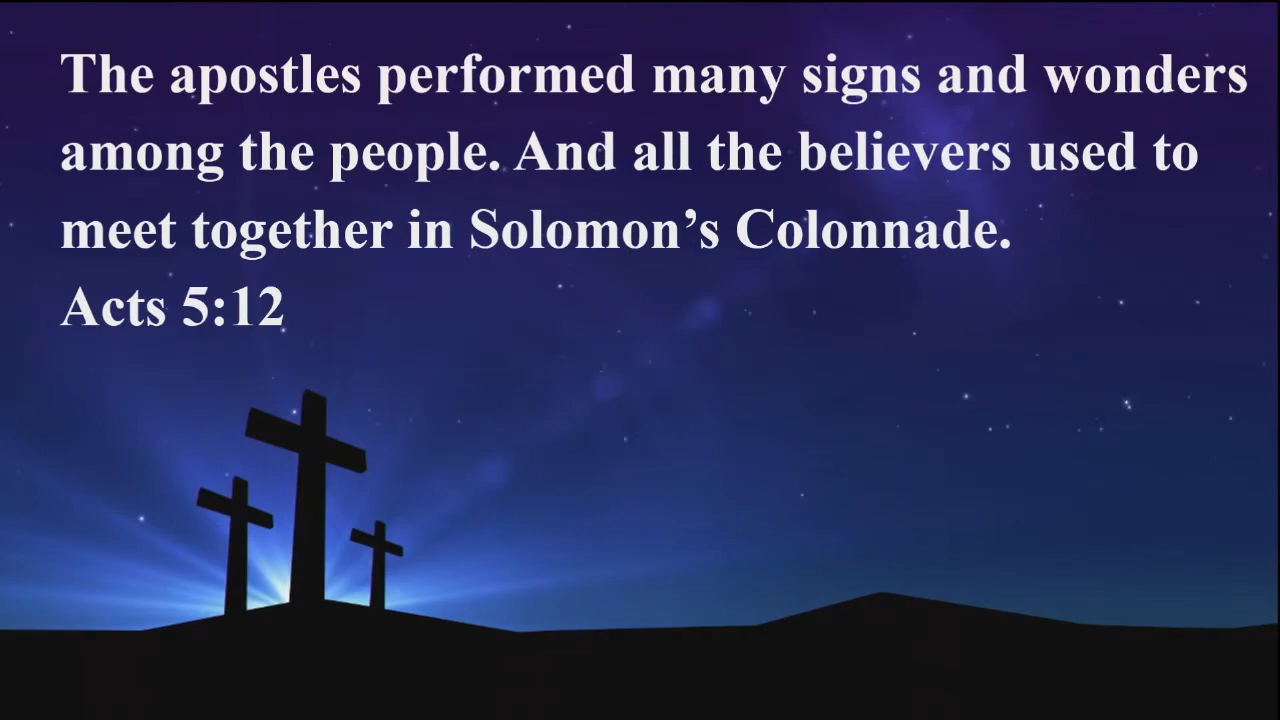 The apostles performed many signs and wonders
among the people. And all the believers used to
meet together in Solomon’s Colonnade.
Acts 5:12